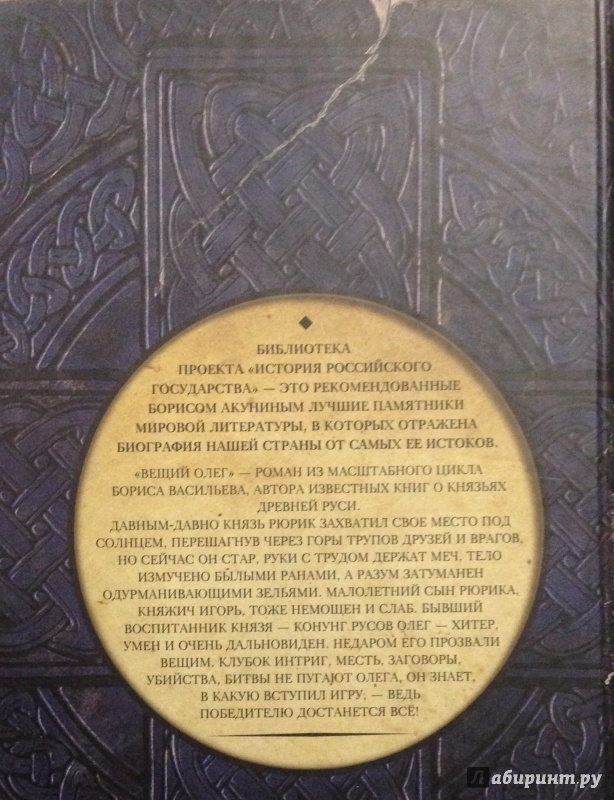 БИБЛИОТЕКА
ПРОЕКТА «ИСТОРИЯ РОССИЙСКОГО
ГОСУДАРСТВА» — ЭТО РЕКОМЕНДОВАННЫЕ
БОРИСОМ АКУНИНЫМ ЛУЧШИЕ ПАМЯТНИКИ
МИРОВОЙ ЛИТЕРАТУРЫ, В КОТОРЫХ ОТРАЖЕНА
БИОГРАФИЯ НАШЕЙ СТРАНЫ ОТ САМЫХ ЕЕ ИСТОКОВ.
«ВЕЩИЙ ОЛЕГ» — РОМАН ИЗ МАСШТАБНОГО ЦИКЛА
БОРИСА ВАСИЛЬЕВА, АВТОРА ИЗВЕСТНЫХ КНИГ О КНЯЗЬЯХ
ДРЕВНЕЙ РУСИ.
ДАВНЫМ-ДАВНО КНЯЗЬ РЮРИК ЗАХВАТИЛ СВОЕ МЕСТО ПОД
СОЛНЦЕМ, ПЕРЕШАГНУВ ЧЕРЕЗ ГОРЫ ТРУПОВ ДРУЗЕЙ И ВРАГОВ,
НО СЕЙЧАС ОН СТАР, РУКИ С ТРУДОМ ДЕРЖАТ МЕЧ, ТЕЛО
ИЗМУЧЕНО БЫЛЫМИ РАНАМИ, А РАЗУМ ЗАТУМАНЕН
ОДУРМАНИВАЮЩИМИ ЗЕЛЬЯМИ. МАЛОЛЕТНИЙ СЫН РЮРИКА,
КНЯЖИЧ ИГОРЬ, ТОЖЕ НЕМОЩЕН И СЛАБ. БЫВШИЙ
ВОСПИТАННИК КНЯЗЯ — КОНУНГ РУСОВ ОЛЕГ — ХИТЕР,
УМЕН И ОЧЕНЬ ДАЛЬНОВИДЕН. НЕДАРОМ ЕГО ПРОЗВАЛИ
ВЕЩИМ. КЛУБОК ИНТРИГ, МЕСТЬ, ЗАГОВОРЫ,
УБИЙСТВА, БИТВЫ НЕ ПУГАЮТ ОЛЕГА, ОН ЗНАЕТ,
В КАКУЮ ВСТУПИЛ ИГРУ, — ВЕДЬ
ПОБЕДИТЕЛЮ ДОСТАНЕТСЯ ВСЁ!
Лабиринт.ру